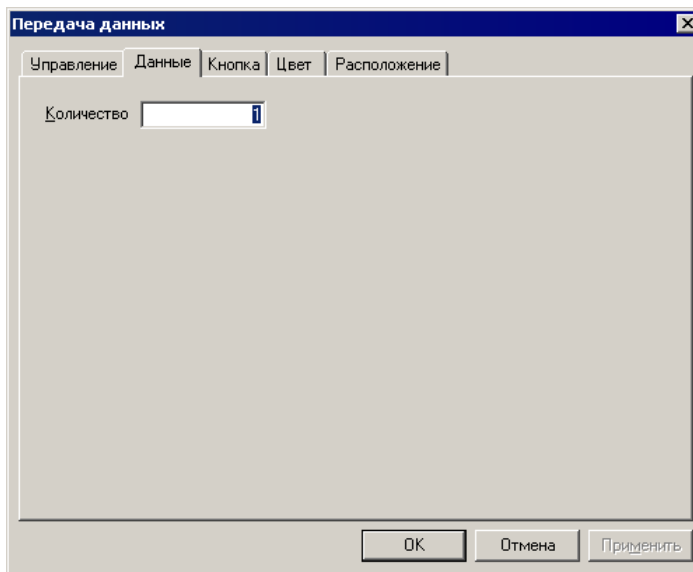 Передача данных
Управление Данные Кнопка Цвет Расположение
Количество 1
OK Отмена Применить